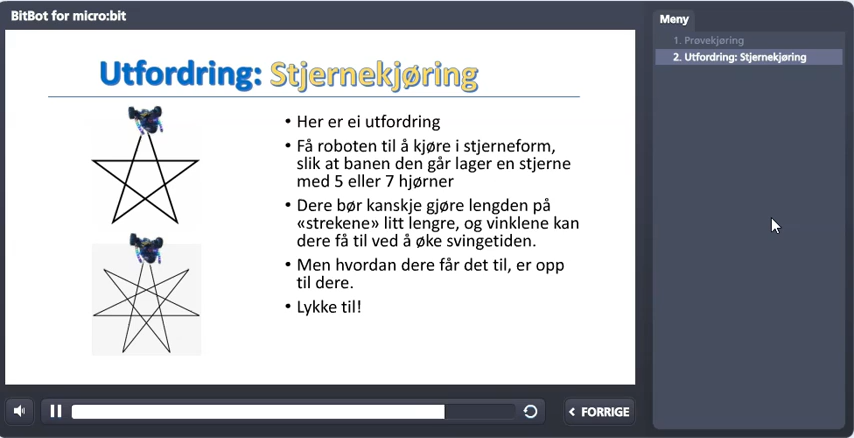 BitBot for micro:bit
Utfordring: Stjernekjøring
• Her er ei utfordring
• Få roboten til å kjøre i stjerneform,
slik at banen den går lager en stjerne
med 5 eller 7 hjørner
• Dere bør kanskje gjøre lengden på
«strekene» litt lengre, og vinklene kan
dere få til ved å øke svingetiden.
• Men hvordan dere får det til, er opp
til dere.
• Lykke til!
FORRIGE
Meny
1. Prøvekjøring
2. Utfordring: Stjernekjøring